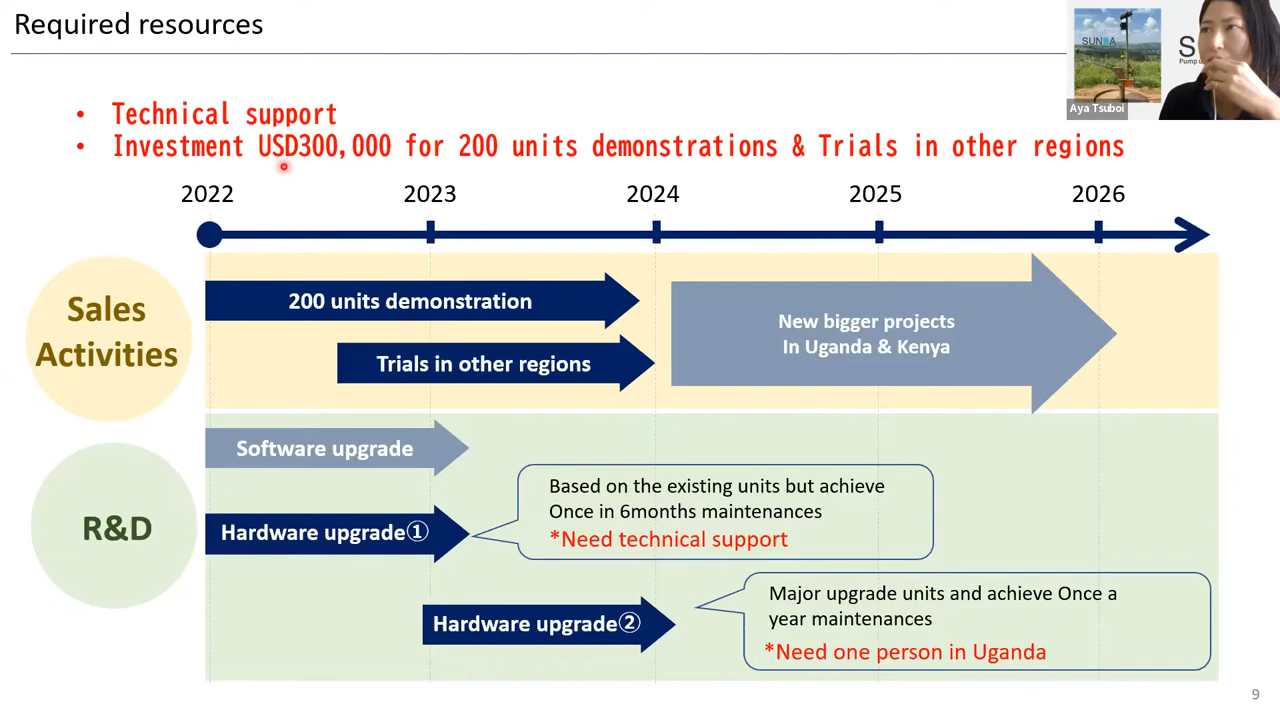 Required resources
SUNDA
S
Pump u
Aya Tsuboi
• Technical support
• Investment USD300,000 for 200 units demonstrations & Trials in other regions
2022 2023 2024 2025 2026
Sales
Activities
200 units demonstration
Trials in other regions
New bigger projects
In Uganda & Kenya
R&D
Software upgrade
Hardware upgrade①
Based on the existing units but achieve
Once in 6months maintenances
*Need technical support
Hardware upgrade②
Major upgrade units and achieve Once a
year maintenances
*Need one person in Uganda
9